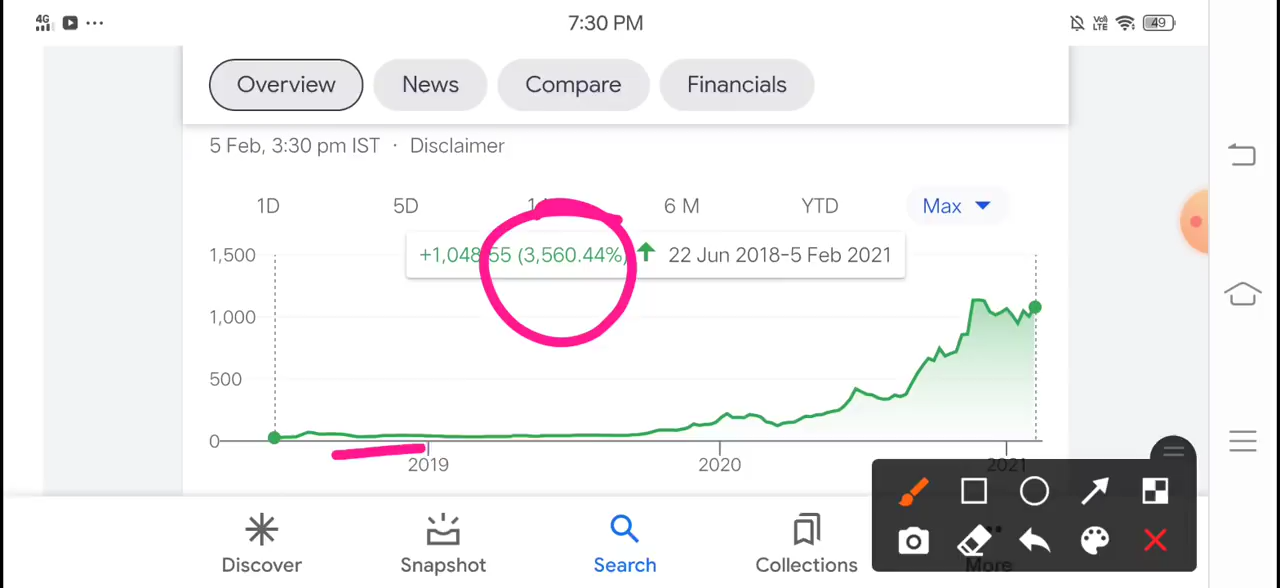 4G ... 7:30 PM Vo) LTE 49
Overview News Compare Financials
5 Feb, 3:30 pm IST · Disclaimer
1D 5D 6 M YTD Max
+1,048.55 (3,560.44%) 22 Jun 2018-5 Feb 2021
1,500
1,000
500
0
2019 2020 2021
Discover Snapshot Search Collections More